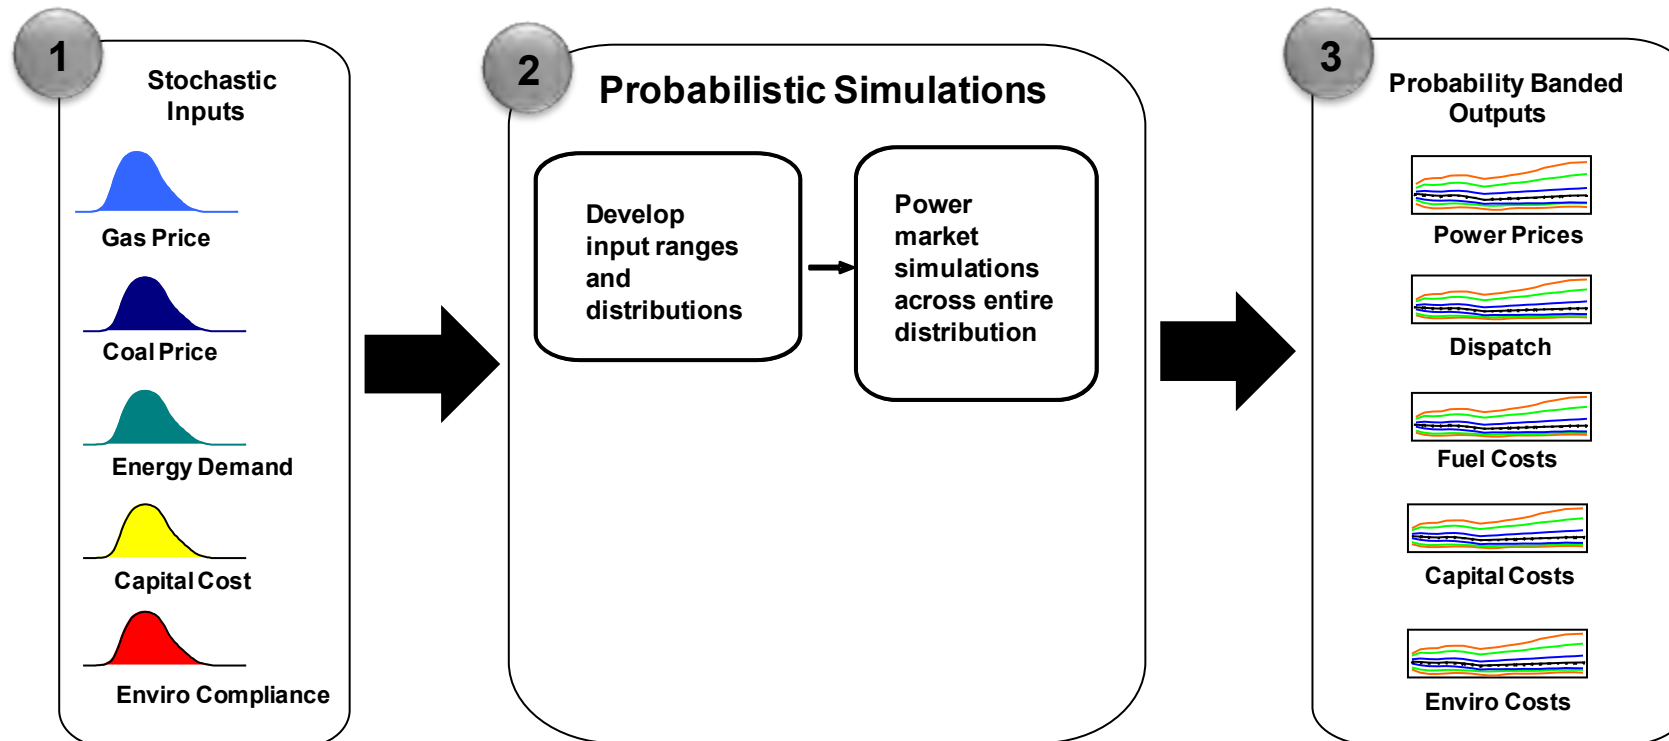 1
Stochastic
Inputs
Gas Price
Coal Price
Energy Demand
Capital Cost
Enviro Compliance
2
Probabilistic Simulations
Develop
input ranges
and
distributions
Power
market
simulations
across entire
distribution
3
Probability Banded
Outputs
Power Prices
Dispatch
Fuel Costs
Capital Costs
Enviro Costs